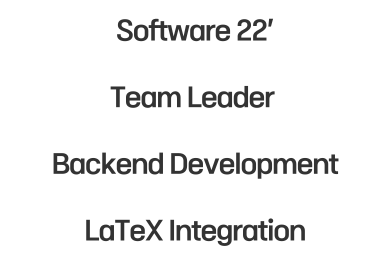 Software 22’
Team Leader
Backend Development
LaTeX Integration